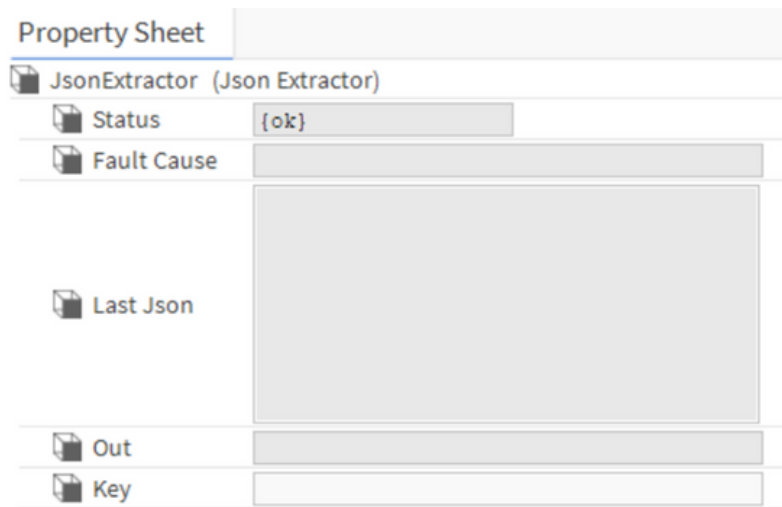 Property Sheet
JsonExtractor (Json Extractor)
Status {ok}
Fault Cause
Last Json
Out
Key